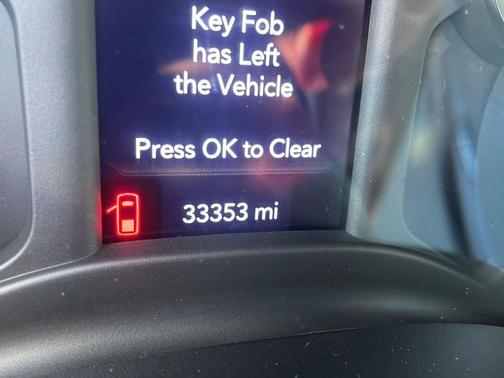 Key Fob
has Left
the Vehicle
Press OK to Clear
33353 mi